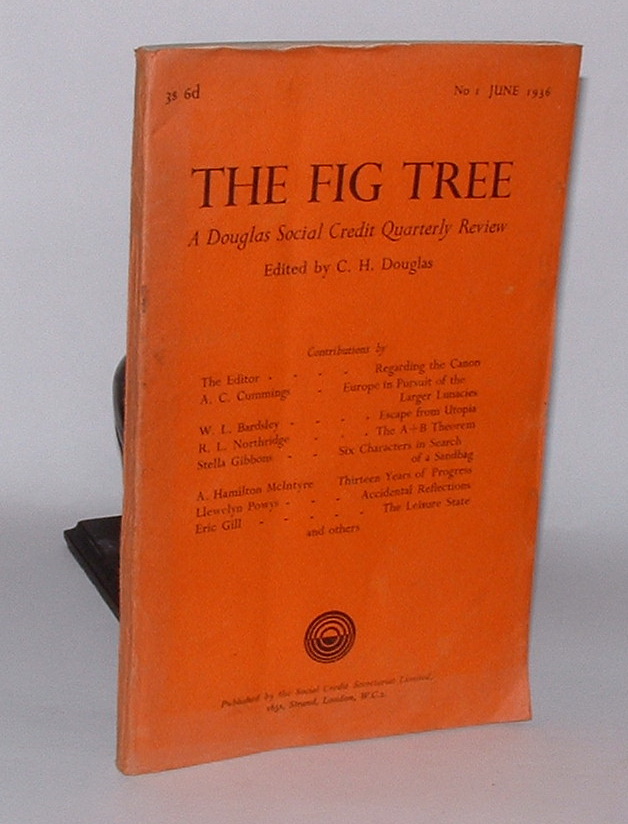 3s 6d No 1 JUNE 1936
THE FIG TREE
A Douglas Social Credit Quarterly Review
Edited by C. H. Douglas
Contributions by
The Editor - - - - Regarding the Canon
A. C. Cummings - Europe in Pursuit of the
Larger Lunacies
W. L. Bardsley - - - - Escape from Utopia
R. L. Northridge - - - The A+B Theorem
Stella Gibbons - - Six Characters in Search
of a Sandbag
A. Hamilton McIntyre Thirteen Years of Progress
Llewelyn Powys - - - Accidental Reflections
Eric Gill - - - - - The Leisure State
and others
Published by the Social Credit Secretariat Limited,
163A, Strand, London, W.C.2.